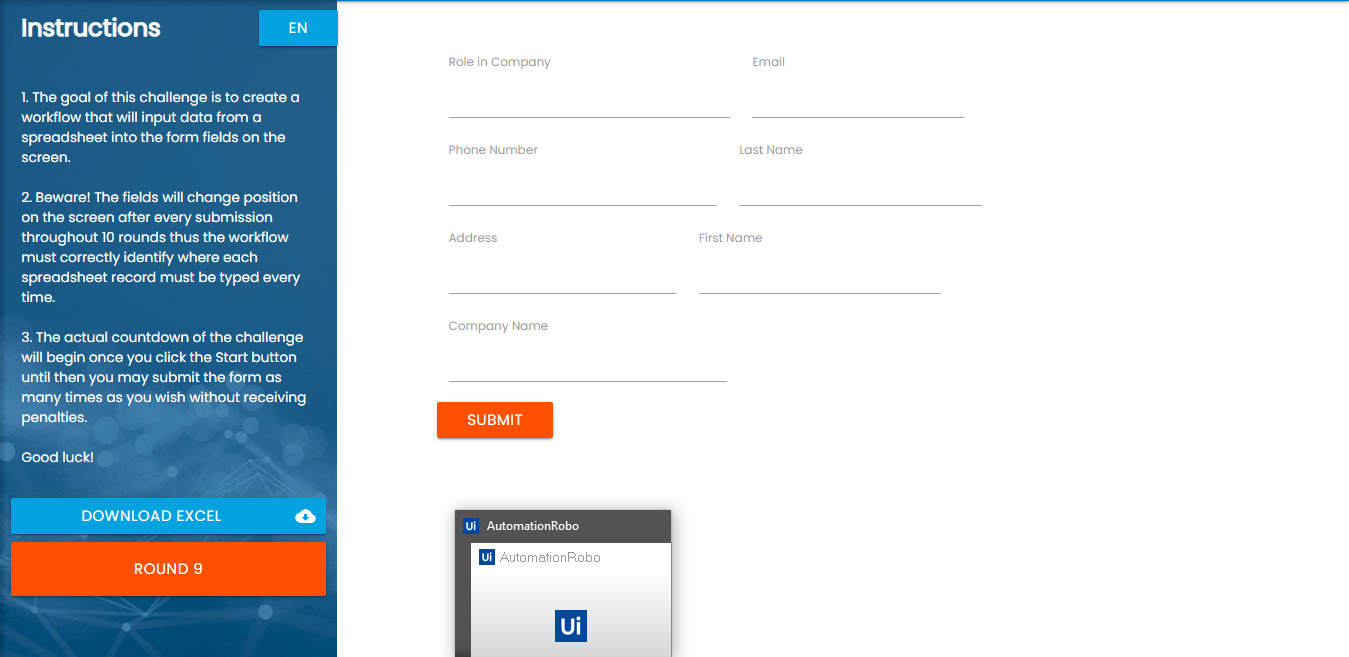 Instructions
EN
1. The goal of this challenge is to create a
workflow that will input data from a
spreadsheet into the form fields on the
screen.
2. Beware! The fields will change position
on the screen after every submission
throughout 10 rounds thus the workflow
must correctly identify where each
spreadsheet record must be typed every
time.
3. The actual countdown of the challenge
will begin once you click the Start button
until then you may submit the form as
many times as you wish without receiving
penalties.
Good luck!
DOWNLOAD EXCEL
ROUND 9
Role in Company
Email
Phone Number
Last Name
Address
First Name
Company Name
SUBMIT
Ui AutomationRobo
Ui AutomationRobo
Ui